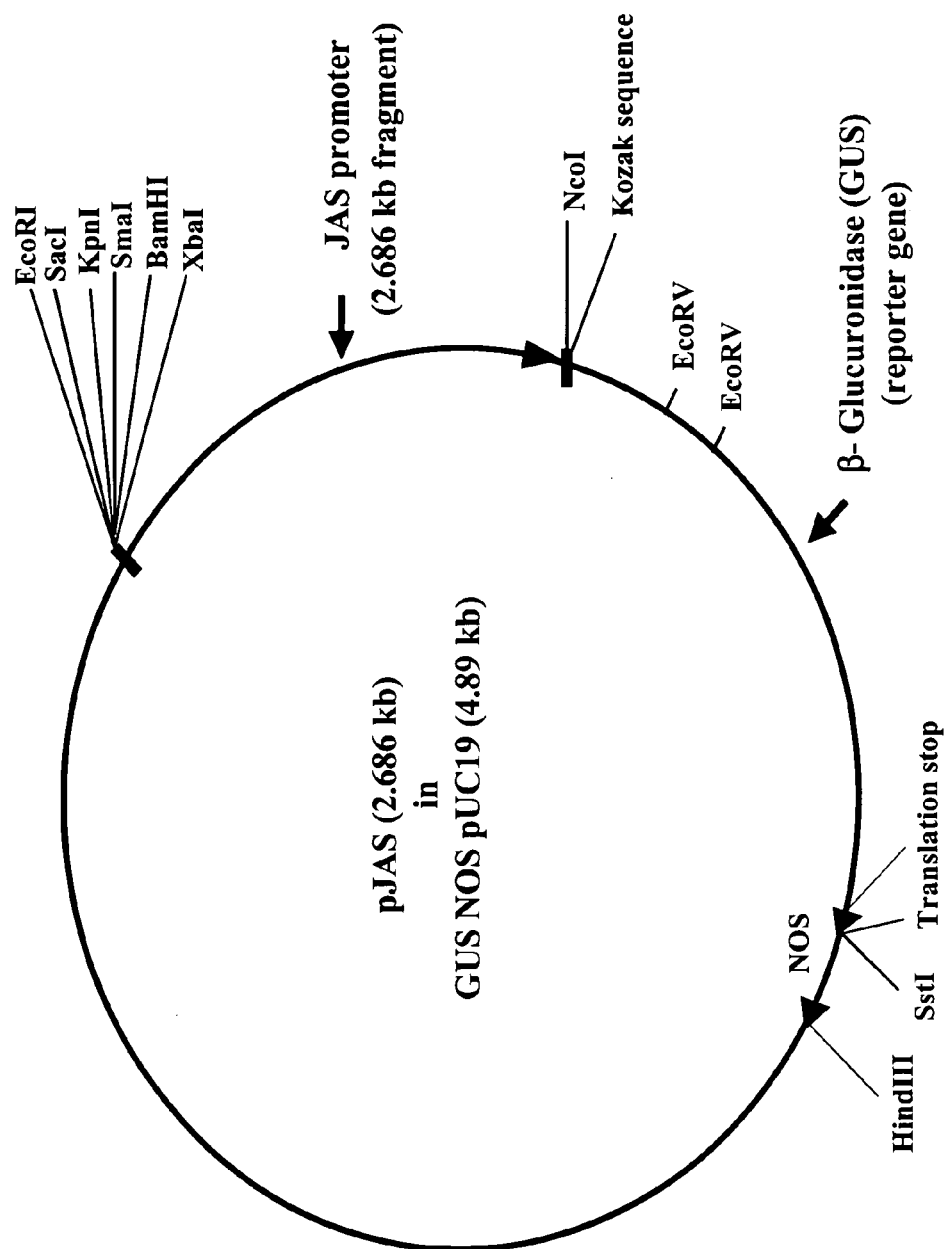 EcoRI
SacI
KpnI
SmaI
BamHI
XbaI
JAS promoter
(2.686 kb fragment)
NcoI
Kozak sequence
EcoRV
EcoRV
β- Glucuronidase (GUS)
(reporter gene)
pJAS (2.686 kb)
in
GUS NOS pUC19 (4.89 kb)
NOS
Translation stop
SstI
HindIII